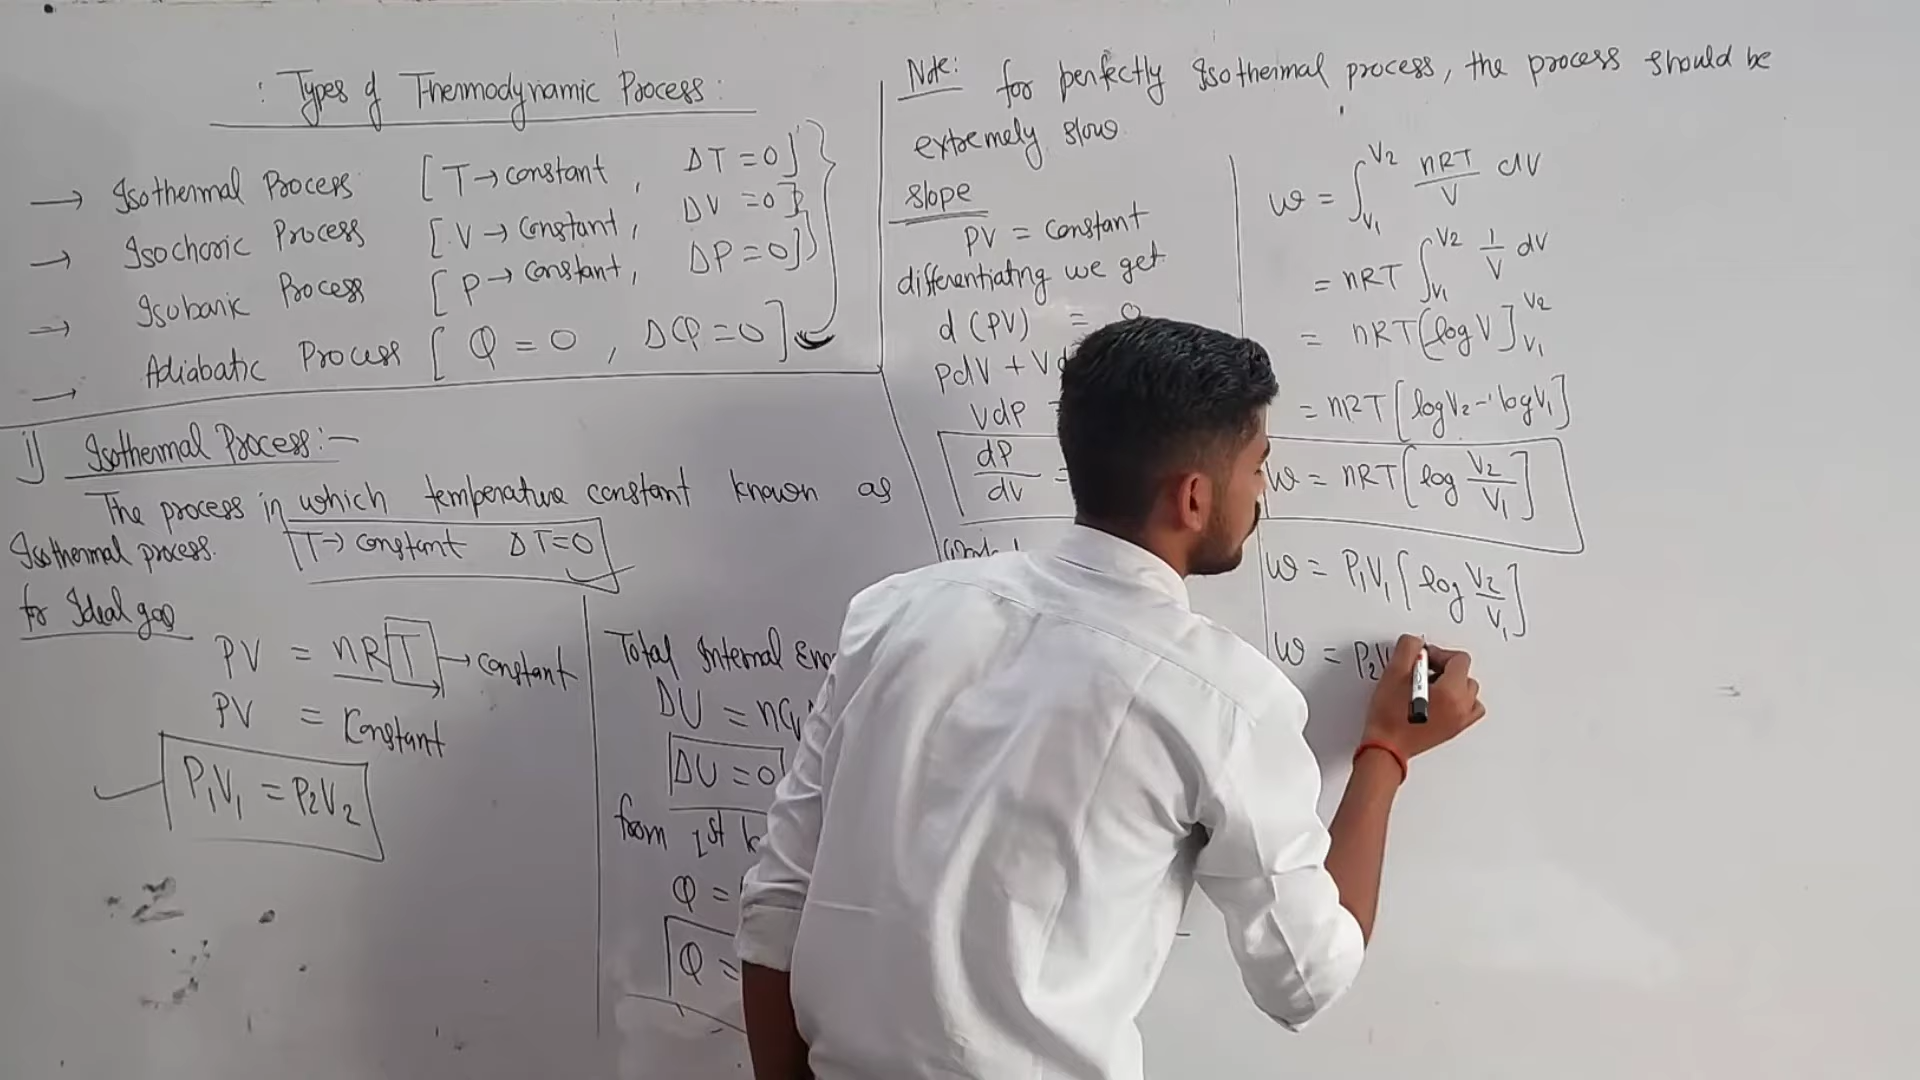 : Types of Thermodynamic Process :
→ Isothermal Process [T → constant, ΔT = 0]
→ Isochoric Process [V → Constant, ΔV = 0]
→ Isobaric Process [P → constant, ΔP = 0]
→ Adiabatic Process [Q = 0, ΔQ = 0]
i) Isothermal Process :-
The process in which temperature constant known as
Isothermal process. T → constant ΔT = 0
for Ideal gas
PV = nRT → constant
PV = Constant
P₁V₁ = P₂V₂
Total Internal
DU = nCv
DU = 0
from 1st
Q =
Q =
Note: for perfectly Isothermal process, the process should be
extremely slow
slope
PV = constant
differentiating we get
d (PV) = 0
PdV + V
VdP
dP/dV =
W = ∫V₁^V₂ nRT/V dV
= nRT ∫V₁^V₂ 1/V dV
= nRT [log V]V₁^V₂
= nRT [log V₂ - log V₁]
W = nRT [log V₂/V₁]
W = P₁V₁ [log V₂/V₁]
W = P₂V